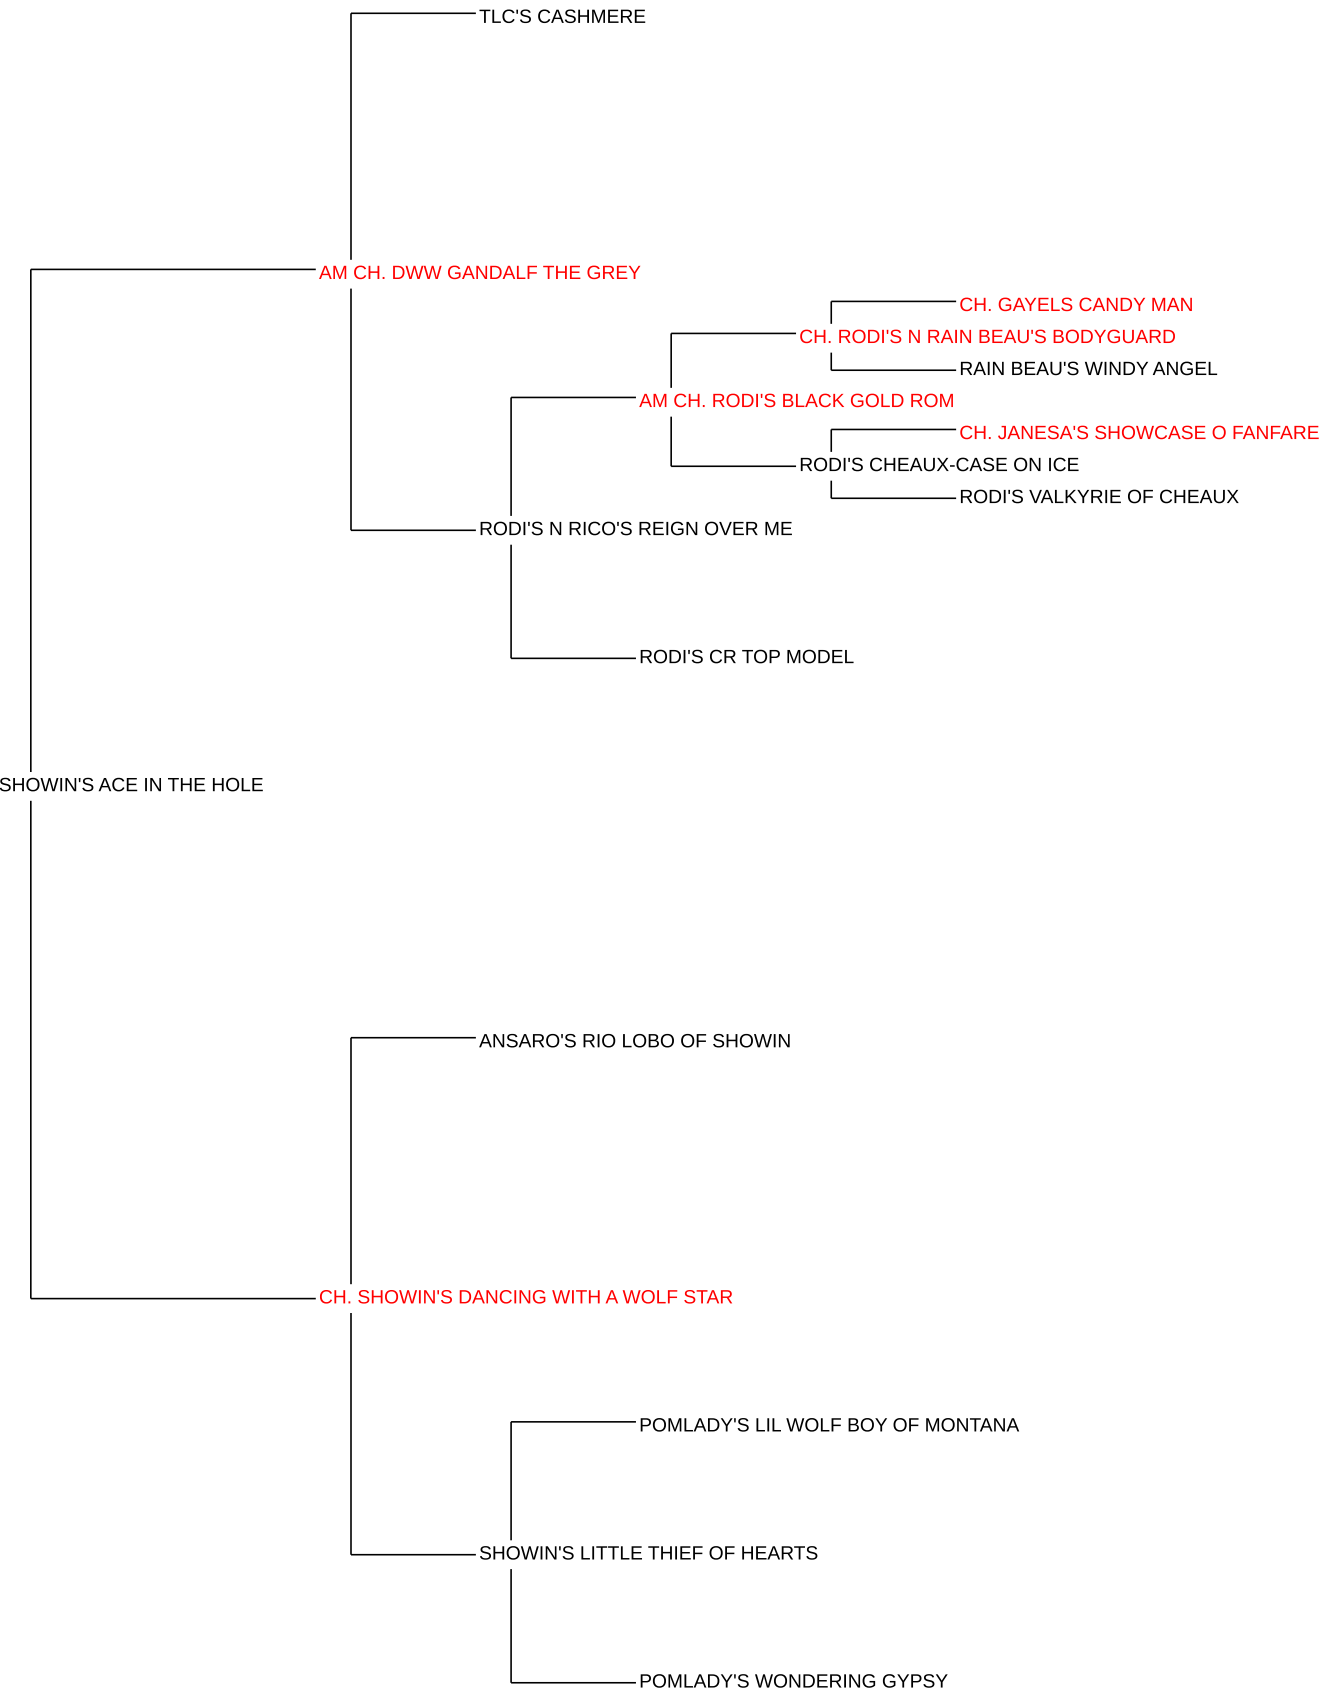 TLC'S CASHMERE
AM CH. DWW GANDALF THE GREY
CH. GAYELS CANDY MAN
CH. RODI'S N RAIN BEAU'S BODYGUARD
RAIN BEAU'S WINDY ANGEL
AM CH. RODI'S BLACK GOLD ROM
CH. JANESA'S SHOWCASE O FANFARE
RODI'S CHEAUX-CASE ON ICE
RODI'S VALKYRIE OF CHEAUX
RODI'S N RICO'S REIGN OVER ME
RODI'S CR TOP MODEL
SHOWIN'S ACE IN THE HOLE
ANSARO'S RIO LOBO OF SHOWIN
CH. SHOWIN'S DANCING WITH A WOLF STAR
POMLADY'S LIL WOLF BOY OF MONTANA
SHOWIN'S LITTLE THIEF OF HEARTS
POMLADY'S WONDERING GYPSY